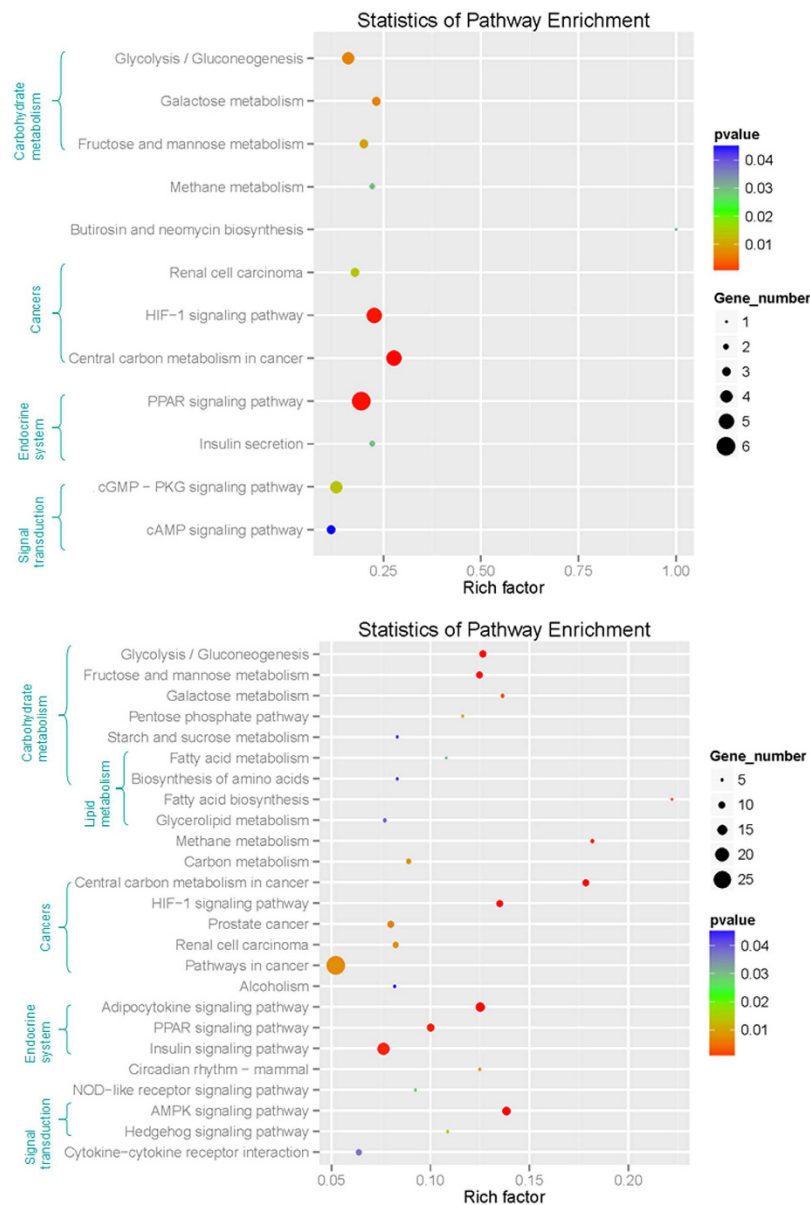 Statistics of Pathway Enrichment
Carbohydrate
metabolism
Glycolysis / Gluconeogenesis
Galactose metabolism
Fructose and mannose metabolism
Methane metabolism
Butirosin and neomycin biosynthesis
Cancers
Renal cell carcinoma
HIF-1 signaling pathway
Central carbon metabolism in cancer
Endocrine
system
PPAR signaling pathway
Insulin secretion
Signal
transduction
cGMP - PKG signaling pathway
cAMP signaling pathway
0.25 0.50 0.75 1.00
Rich factor
pvalue
0.04
0.03
0.02
0.01
Gene_number
1
2
3
4
5
6
Statistics of Pathway Enrichment
Carbohydrate
metabolism
Glycolysis / Gluconeogenesis
Fructose and mannose metabolism
Galactose metabolism
Pentose phosphate pathway
Starch and sucrose metabolism
Lipid
metabolism
Fatty acid metabolism
Biosynthesis of amino acids
Fatty acid biosynthesis
Glycerolipid metabolism
Methane metabolism
Carbon metabolism
Cancers
Central carbon metabolism in cancer
HIF-1 signaling pathway
Prostate cancer
Renal cell carcinoma
Pathways in cancer
Alcoholism
Endocrine
system
Adipocytokine signaling pathway
PPAR signaling pathway
Insulin signaling pathway
Circadian rhythm - mammal
NOD-like receptor signaling pathway
Signal
transduction
AMPK signaling pathway
Hedgehog signaling pathway
Cytokine-cytokine receptor interaction
0.05 0.10 0.15 0.20
Rich factor
Gene_number
5
10
15
20
25
pvalue
0.04
0.03
0.02
0.01